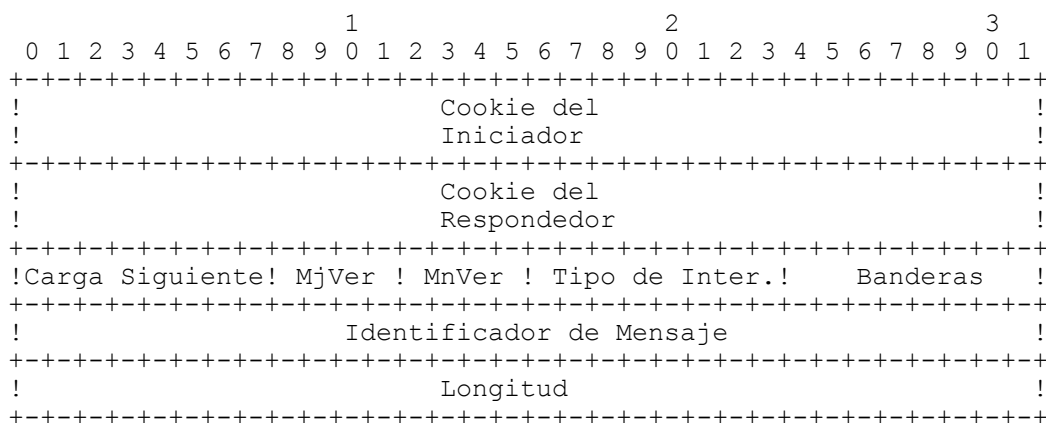 1                   2                   3
 0 1 2 3 4 5 6 7 8 9 0 1 2 3 4 5 6 7 8 9 0 1 2 3 4 5 6 7 8 9 0 1
+-+-+-+-+-+-+-+-+-+-+-+-+-+-+-+-+-+-+-+-+-+-+-+-+-+-+-+-+-+-+-+-+
!                          Cookie del                           !
!                          Iniciador                            !
+-+-+-+-+-+-+-+-+-+-+-+-+-+-+-+-+-+-+-+-+-+-+-+-+-+-+-+-+-+-+-+-+
!                          Cookie del                           !
!                          Respondedor                          !
+-+-+-+-+-+-+-+-+-+-+-+-+-+-+-+-+-+-+-+-+-+-+-+-+-+-+-+-+-+-+-+-+
!Carga Siguiente! MjVer ! MnVer ! Tipo de Inter.!    Banderas   !
+-+-+-+-+-+-+-+-+-+-+-+-+-+-+-+-+-+-+-+-+-+-+-+-+-+-+-+-+-+-+-+-+
!                    Identificador de Mensaje                   !
+-+-+-+-+-+-+-+-+-+-+-+-+-+-+-+-+-+-+-+-+-+-+-+-+-+-+-+-+-+-+-+-+
!                          Longitud                             !
+-+-+-+-+-+-+-+-+-+-+-+-+-+-+-+-+-+-+-+-+-+-+-+-+-+-+-+-+-+-+-+-+